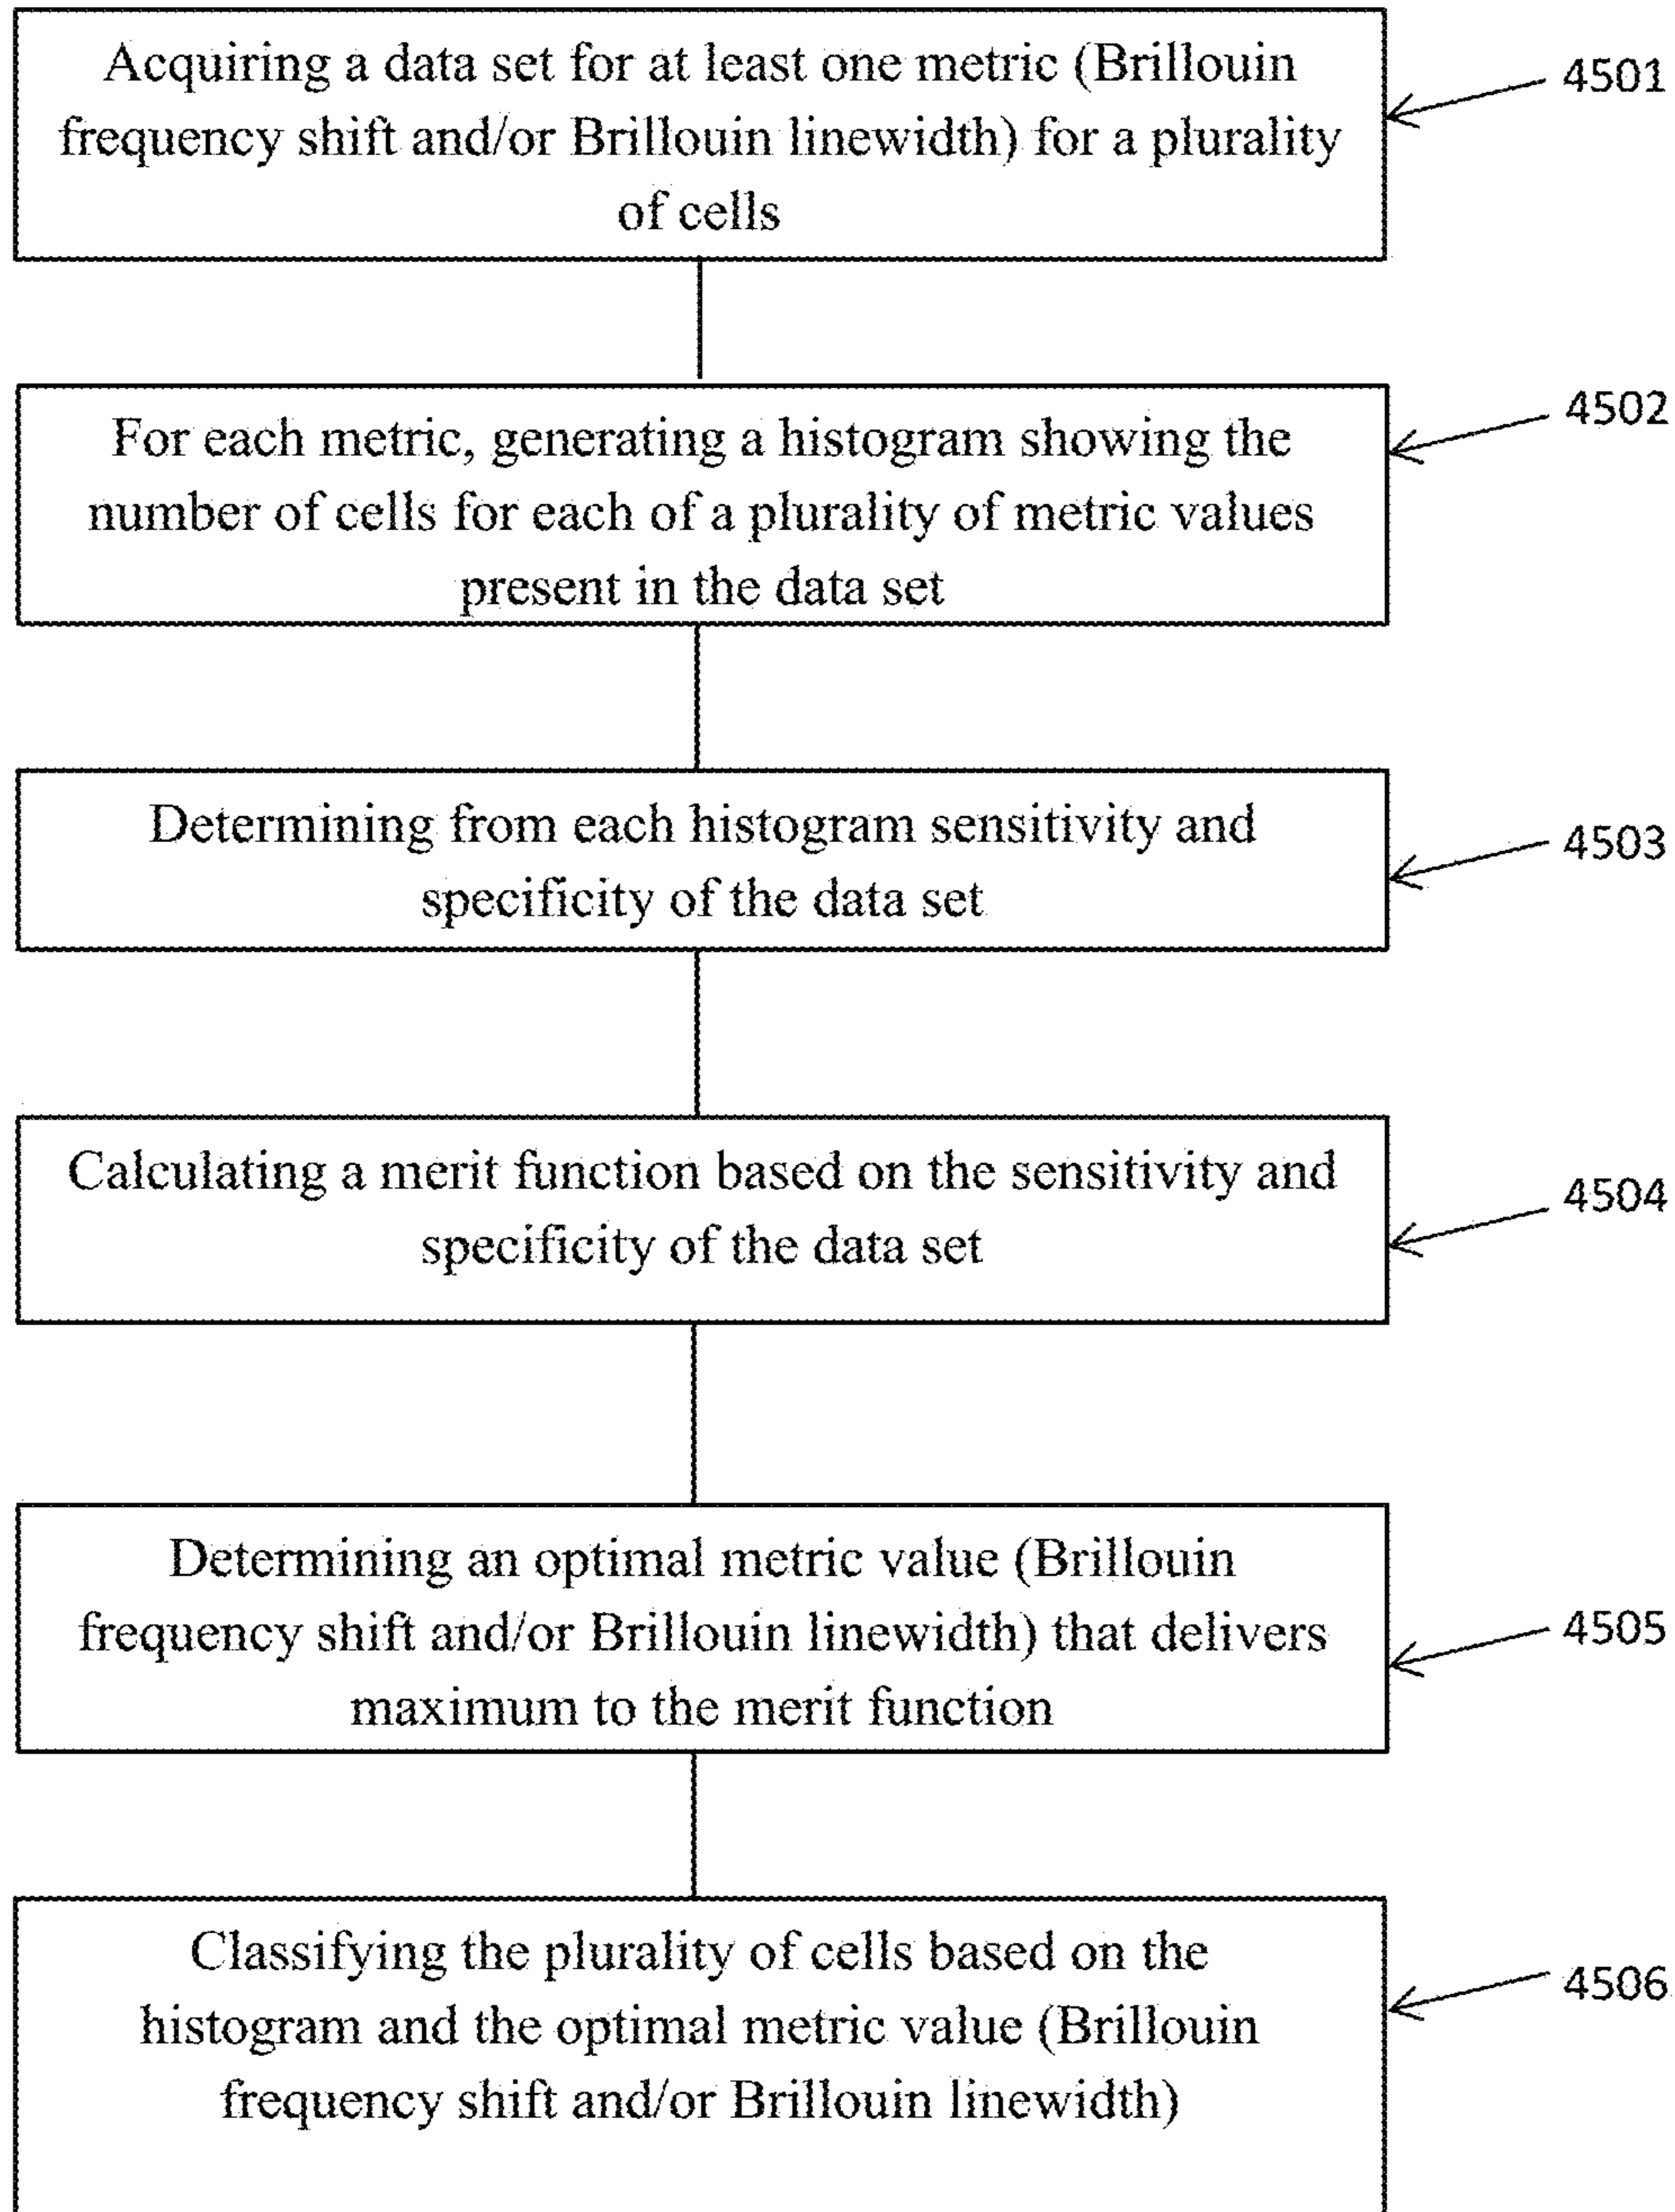 Acquiring a data set for at least one metric (Brillouin
frequency shift and/or Brillouin linewidth) for a plurality
of cells
4501
For each metric, generating a histogram showing the
number of cells for each of a plurality of metric values
present in the data set
4502
Determining from each histogram sensitivity and
specificity of the data set
4503
Calculating a merit function based on the sensitivity and
specificity of the data set
4504
Determining an optimal metric value (Brillouin
frequency shift and/or Brillouin linewidth) that delivers
maximum to the merit function
4505
Classifying the plurality of cells based on the
histogram and the optimal metric value (Brillouin
frequency shift and/or Brillouin linewidth)
4506